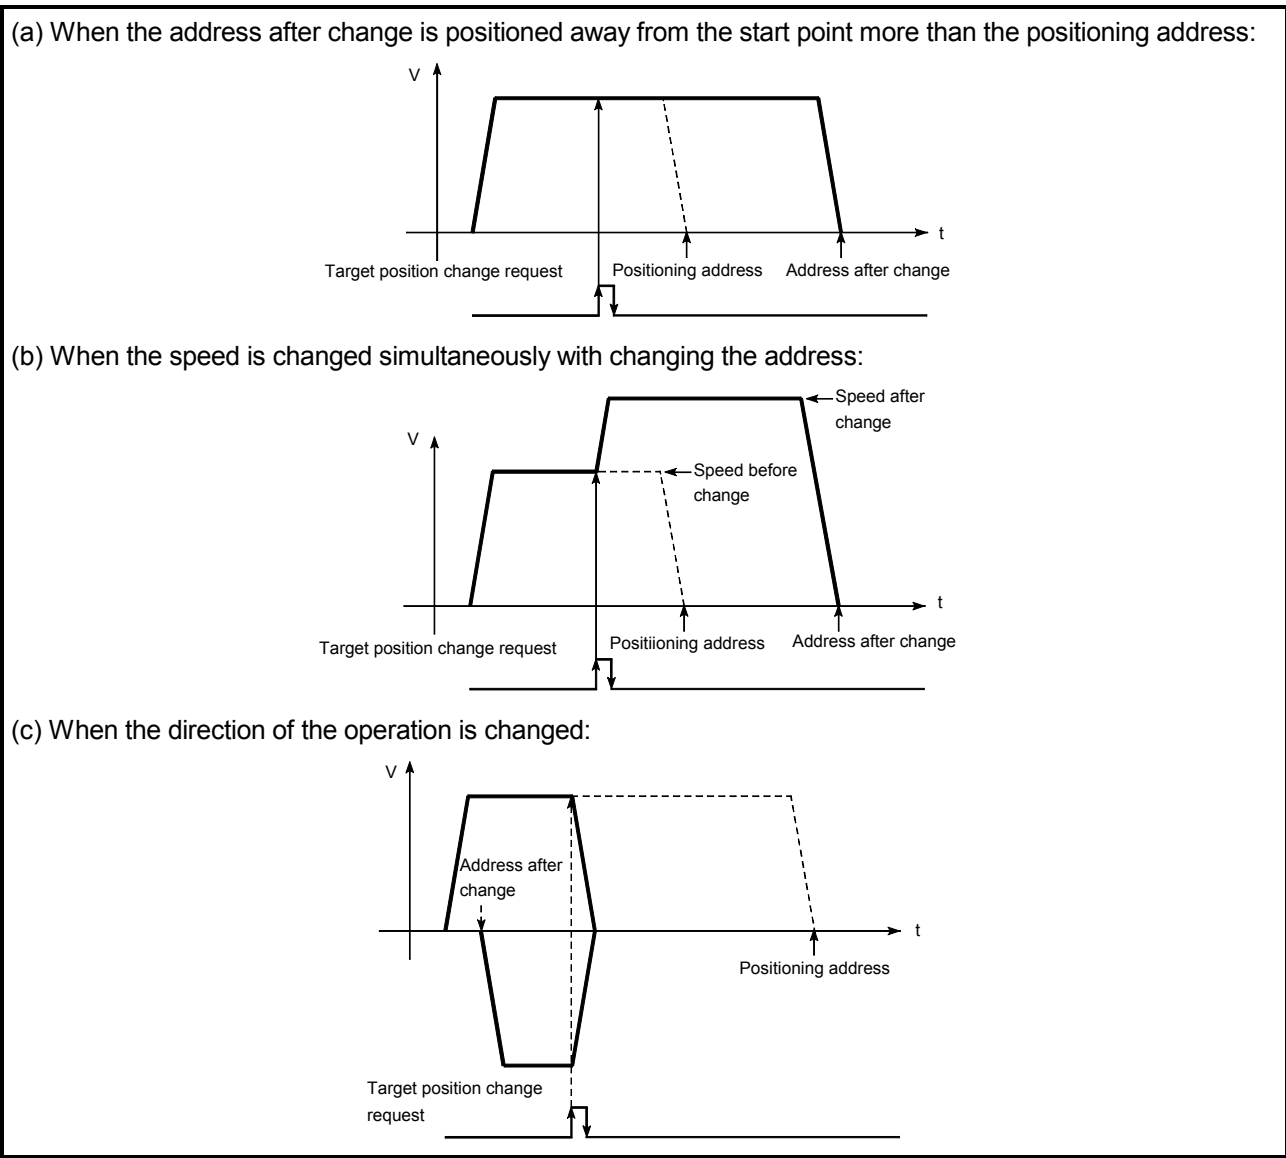 (a) When the address after change is positioned away from the start point more than the positioning address:
V
t
Target position change request
Positioning address
Address after change
(b) When the speed is changed simultaneously with changing the address:
Speed after
change
V
Speed before
change
t
Target position change request
Positiioning address
Address after change
(c) When the direction of the operation is changed:
V
Address after
change
t
Positioning address
Target position change
request